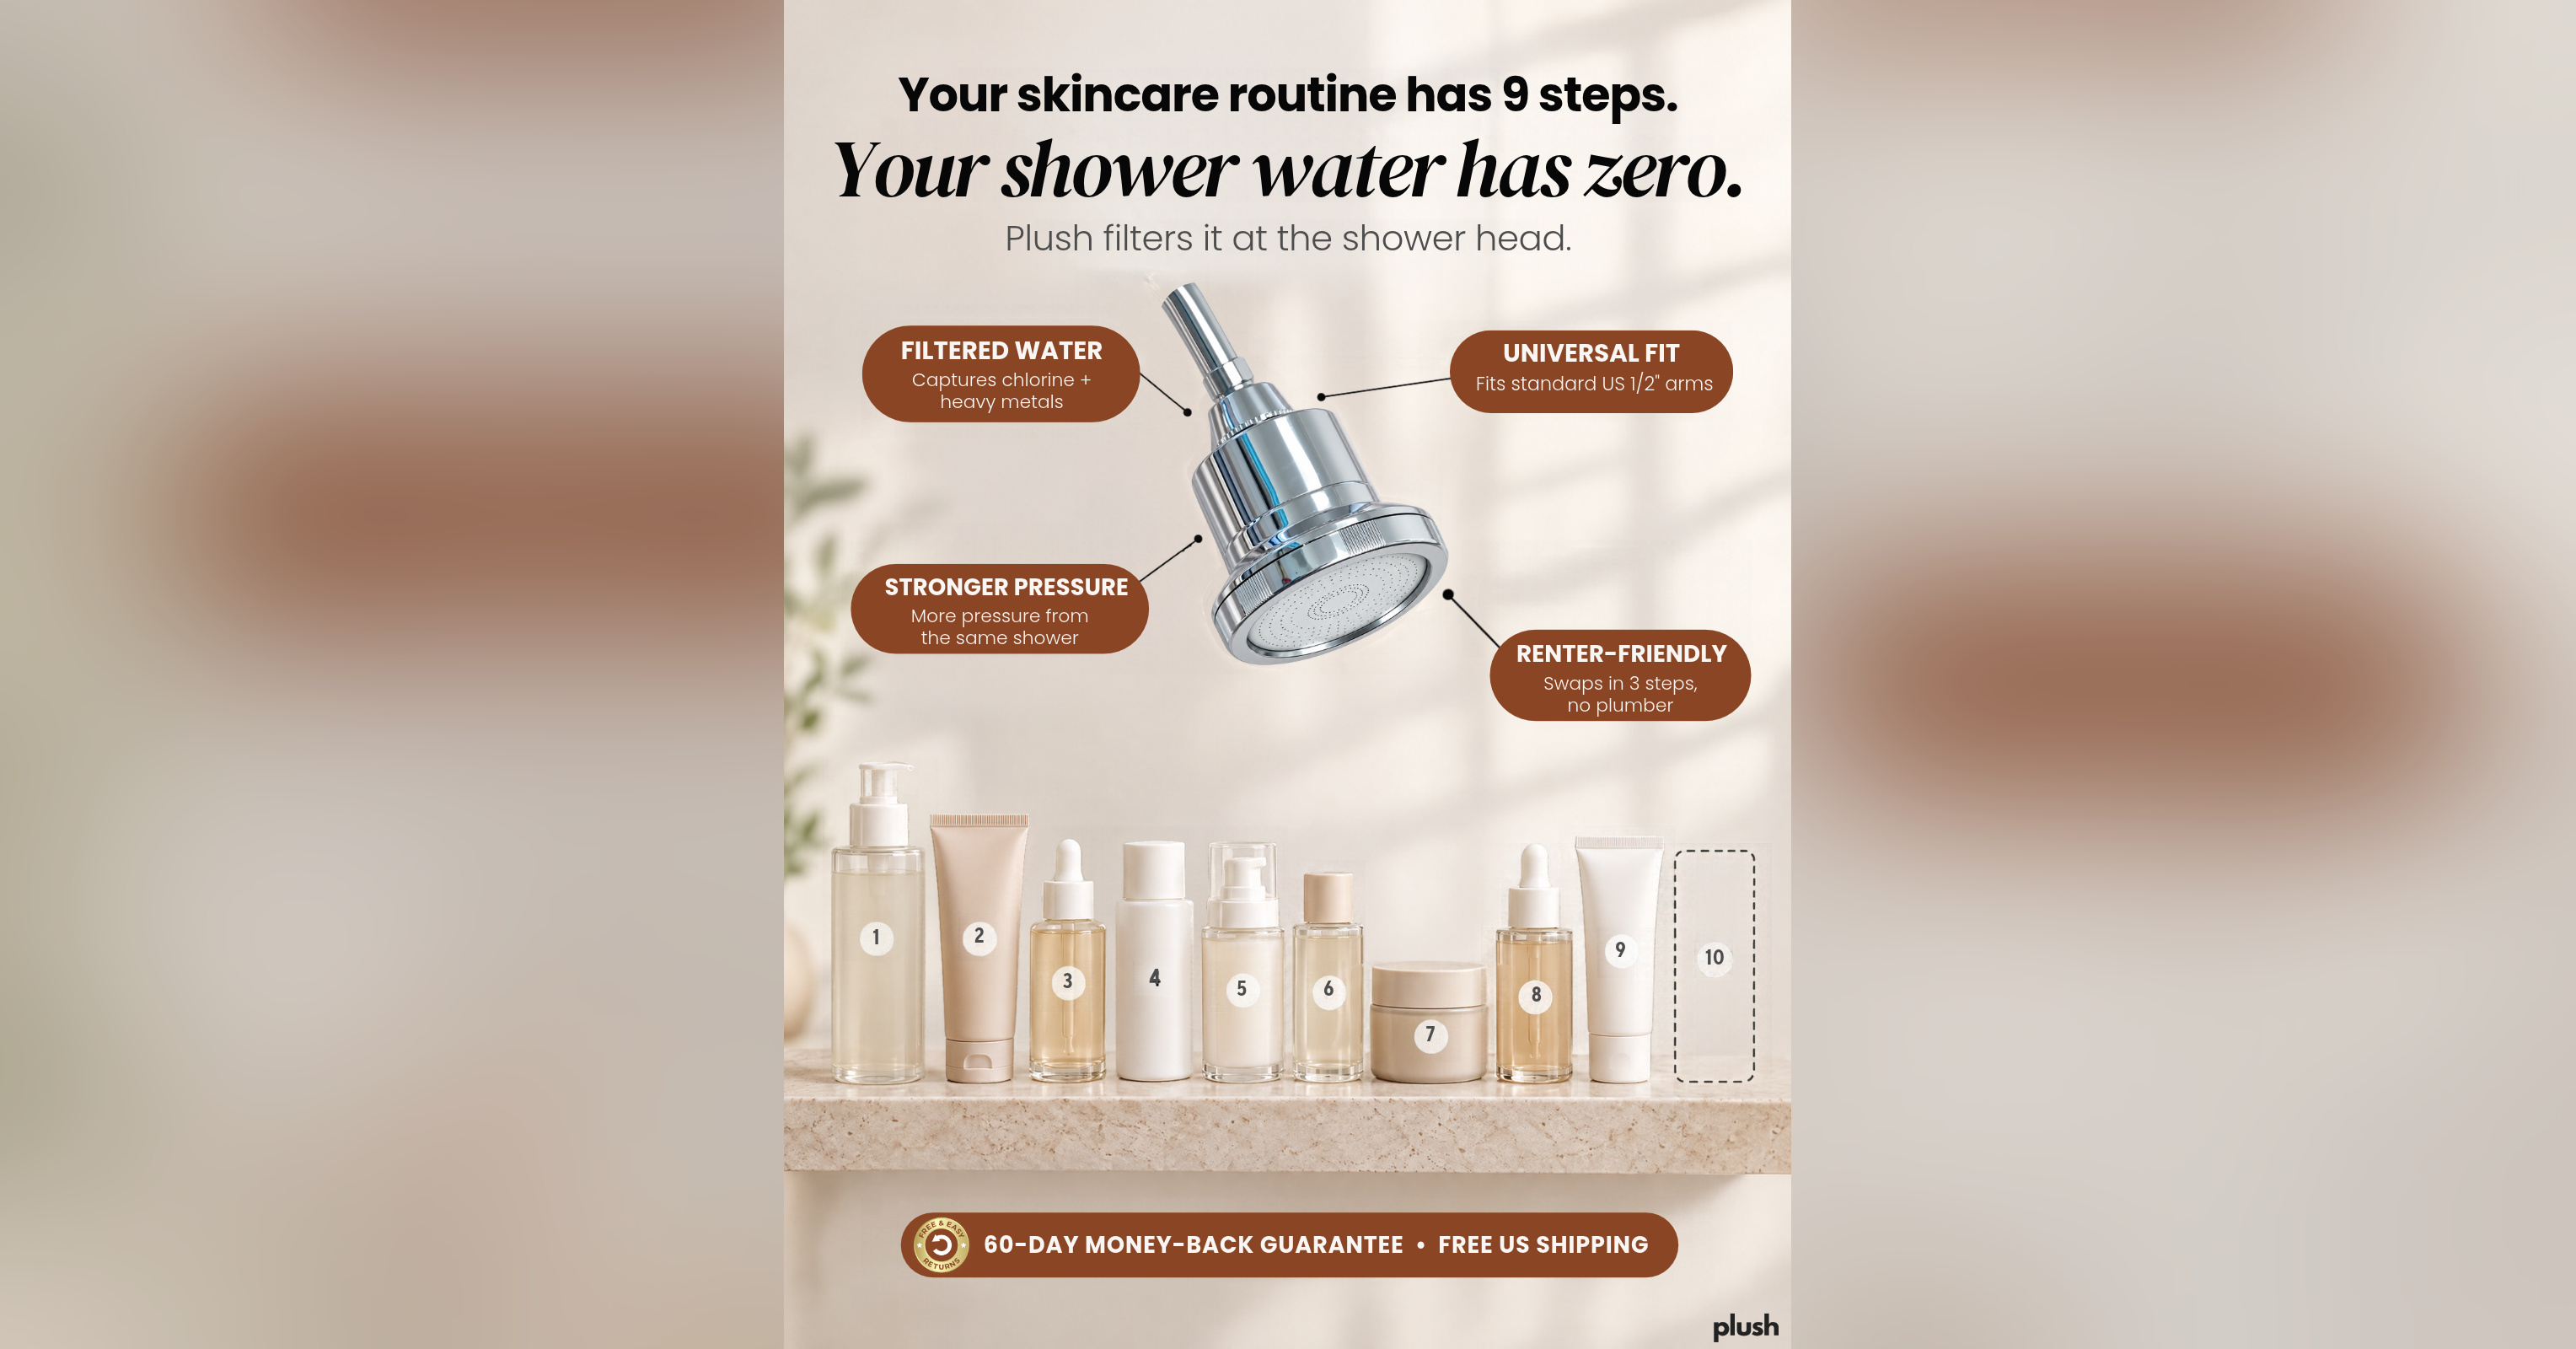 Your skincare routine has 9 steps.
Your shower water has zero.
Plush filters it at the shower head.
FILTERED WATER
Captures chlorine +
heavy metals
UNIVERSAL FIT
Fits standard US 1/2" arms
STRONGER PRESSURE
More pressure from
the same shower
RENTER-FRIENDLY
Swaps in 3 steps,
no plumber
1
2
3
4
5
6
7
8
9
10
FREE & EASY
RETURNS
60-DAY MONEY-BACK GUARANTEE • FREE US SHIPPING
plush